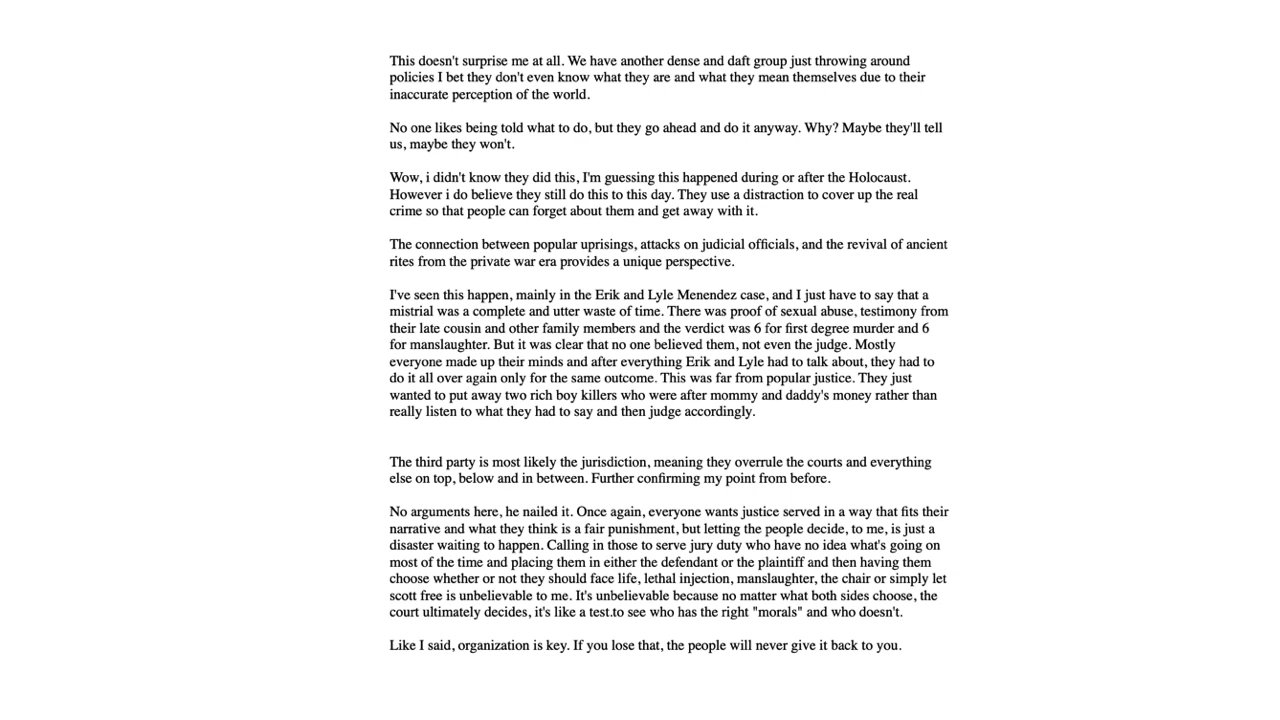 This doesn't surprise me at all. We have another dense and daft group just throwing around
policies I bet they don't even know what they are and what they mean themselves due to their
inaccurate perception of the world.
No one likes being told what to do, but they go ahead and do it anyway. Why? Maybe they'll tell
us, maybe they won't.
Wow, i didn't know they did this, I'm guessing this happened during or after the Holocaust.
However i do believe they still do this to this day. They use a distraction to cover up the real
crime so that people can forget about them and get away with it.
The connection between popular uprisings, attacks on judicial officials, and the revival of ancient
rites from the private war era provides a unique perspective.
I've seen this happen, mainly in the Erik and Lyle Menendez case, and I just have to say that a
mistrial was a complete and utter waste of time. There was proof of sexual abuse, testimony from
their late cousin and other family members and the verdict was 6 for first degree murder and 6
for manslaughter. But it was clear that no one believed them, not even the judge. Mostly
everyone made up their minds and after everything Erik and Lyle had to talk about, they had to
do it all over again only for the same outcome. This was far from popular justice. They just
wanted to put away two rich boy killers who were after mommy and daddy's money rather than
really listen to what they had to say and then judge accordingly.
The third party is most likely the jurisdiction, meaning they overrule the courts and everything
else on top, below and in between. Further confirming my point from before.
No arguments here, he nailed it. Once again, everyone wants justice served in a way that fits their
narrative and what they think is a fair punishment, but letting the people decide, to me, is just a
disaster waiting to happen. Calling in those to serve jury duty who have no idea what's going on
most of the time and placing them in either the defendant or the plaintiff and then having them
choose whether or not they should face life, lethal injection, manslaughter, the chair or simply let
scott free is unbelievable to me. It's unbelievable because no matter what both sides choose, the
court ultimately decides, it's like a test.to see who has the right "morals" and who doesn't.
Like I said, organization is key. If you lose that, the people will never give it back to you.